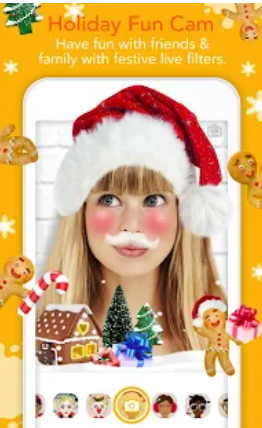 Holiday Fun Cam
Have fun with friends &
family with festive live filters.